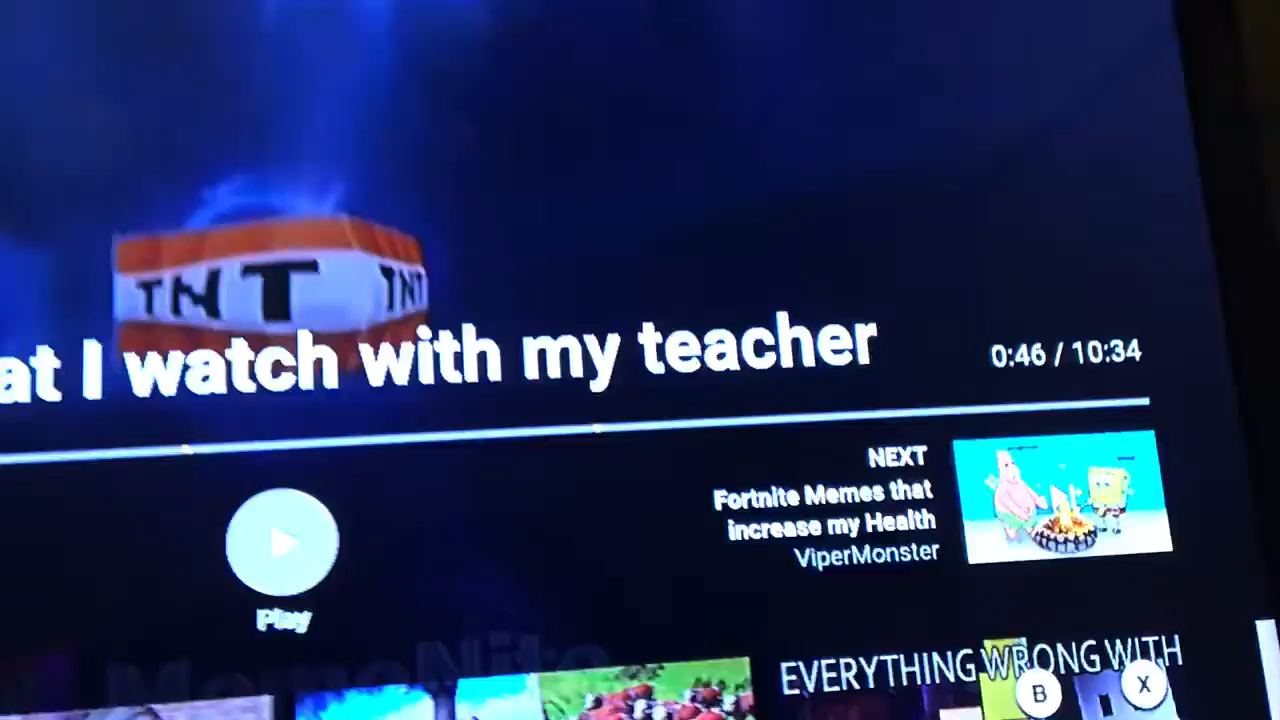 TNT TNT
at I watch with my teacher
0:46 / 10:34
NEXT
Fortnite Memes that
increase my Health
ViperMonster
Play
EVERYTHING WRONG WITH
B X